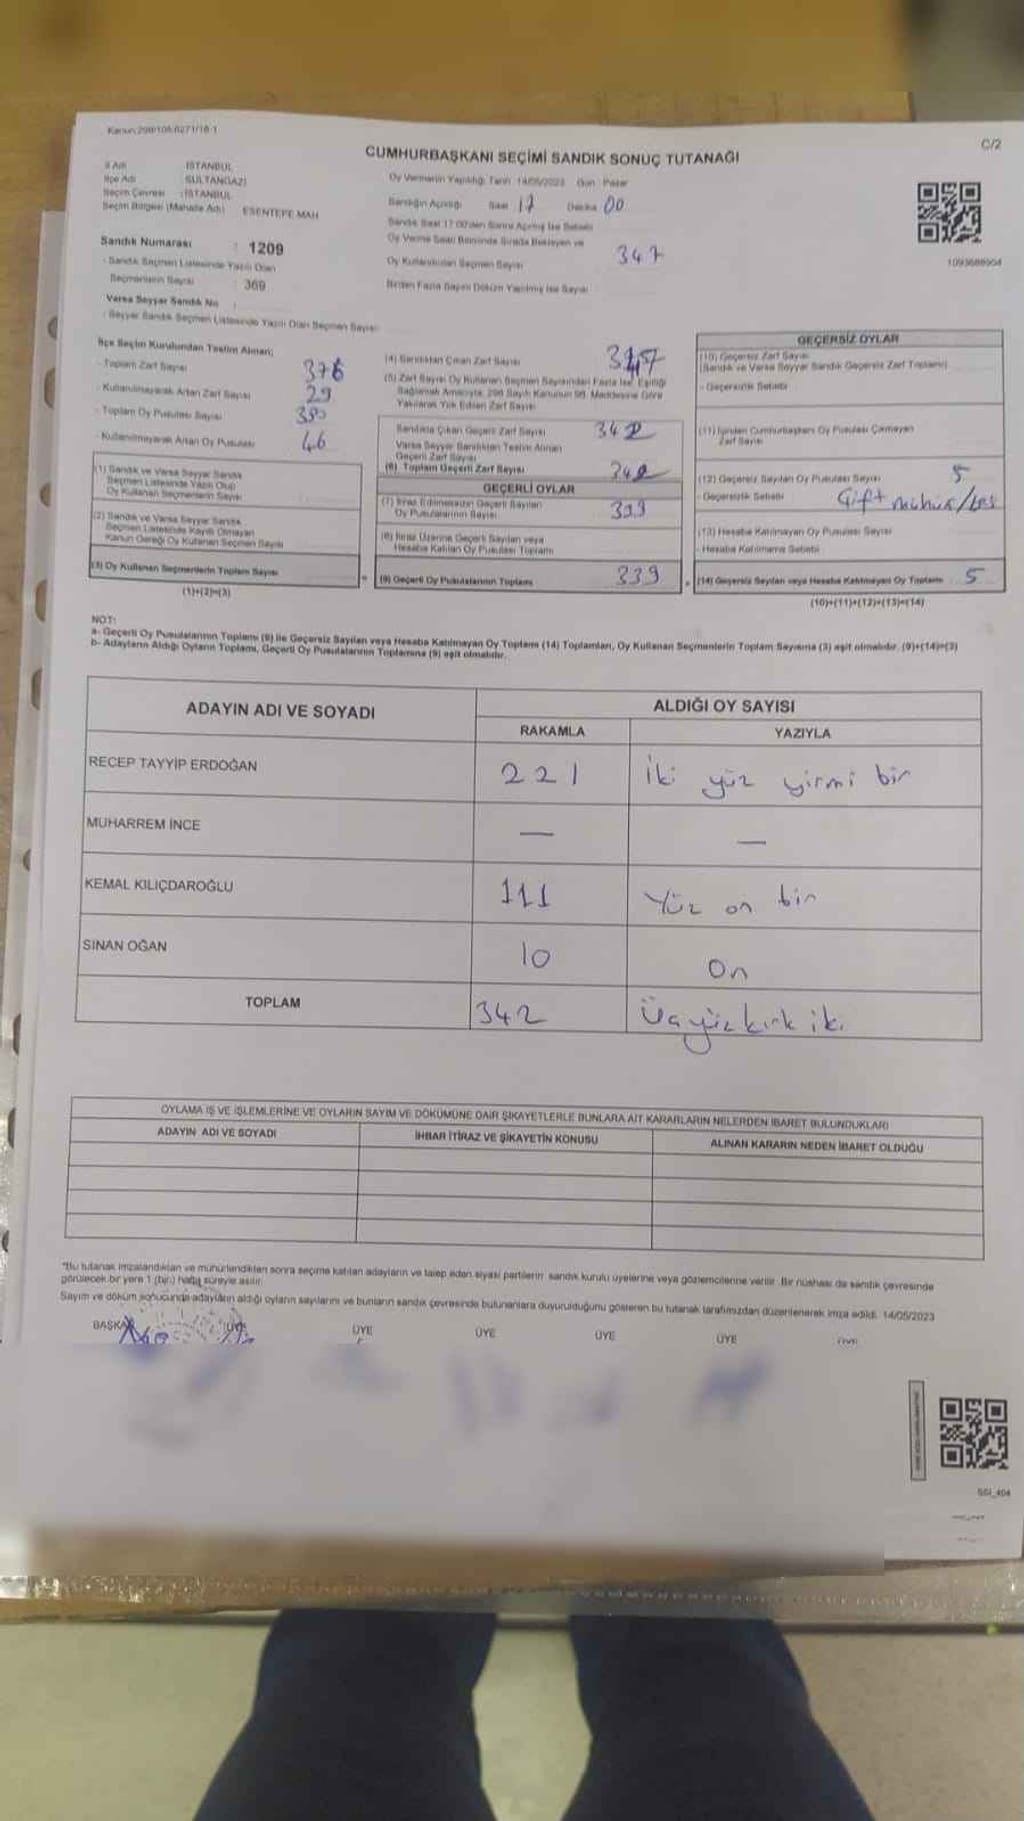 Kanun:298/105-6271/18-1
C/2
CUMHURBAŞKANI SEÇİMİ SANDIK SONUÇ TUTANAĞI
İl Adı İSTANBUL
İlçe Adı SULTANGAZİ
Seçim Çevresi :İSTANBUL
Seçim Bölgesi (Mahalle Adı) ESENTEPE MAH
Sandık Numarası : 1209
- Sandık Seçmen Listesinde Yazılı Olan
Seçmenlerin Sayısı : 369
Varsa Seyyar Sandık No :
- Seyyar Sandık Seçmen Listesinde Yazılı Olan Seçmen Sayısı:
Oy Vermenin Yapıldığı Tarih 14/05/2023 Gün Pazar
Sandığın Açıldığı Saat 17 Dakika 00
Sandık Saat 17:00'den Sonra Açılmış İse Sebebi
Oy Verme Saati Bitiminde Sırada Bekleyen ve
Oy Kullandırılan Seçmen Sayısı 347
Birden Fazla Sayım Döküm Yapılmış İse Sayısı
1093688904
İlçe Seçim Kurulundan Teslim Alınan;
- Toplam Zarf Sayısı 376
- Kullanılmayarak Artan Zarf Sayısı 29
- Toplam Oy Pusulası Sayısı 390
- Kullanılmayarak Artan Oy Pusulası 46
(1) Sandık ve Varsa Seyyar Sandık
Seçmen Listesinde Yazılı Olup
Oy Kullanan Seçmenlerin Sayısı
(2) Sandık ve Varsa Seyyar Sandık
Seçmen Listesinde Kayıtlı Olmayan
Kanun Gereği Oy Kullanan Seçmen Sayısı
(3) Oy Kullanan Seçmenlerin Toplam Sayısı
(1)+(2)=(3)
(4) Sandıktan Çıkan Zarf Sayısı 347
(5) Zarf Sayısı Oy Kullanan Seçmen Sayısından Fazla İse, Eşitliği
Sağlamak Amacıyla, 298 Sayılı Kanunun 98. Maddesine Göre
Yakılarak Yok Edilen Zarf Sayısı
Sandıkta Çıkan Geçerli Zarf Sayısı 342
Varsa Seyyar Sandıktan Teslim Alınan
Geçerli Zarf Sayısı
(6) Toplam Geçerli Zarf Sayısı 342
GEÇERLİ OYLAR
(7) İtiraz Edilmeksizin Geçerli Sayılan
Oy Pusulalarının Sayısı 339
(8) İtiraz Üzerine Geçerli Sayılan veya
Hesaba Katılan Oy Pusulası Toplamı
(9) Geçerli Oy Pusulalarının Toplamı 339
GEÇERSİZ OYLAR
(10) Geçersiz Zarf Sayısı
(Sandık ve Varsa Seyyar Sandık Geçersiz Zarf Toplamı)
- Geçersizlik Sebebi
(11) İçinden Cumhurbaşkanı Oy Pusulası Çıkmayan
Zarf Sayısı
(12) Geçersiz Sayılan Oy Pusulası Sayısı 5
- Geçersizlik Sebebi Çift mühür/
(13) Hesaba Katılmayan Oy Pusulası Sayısı
- Hesaba Katılmama Sebebi
(14) Geçersiz Sayılan veya Hesaba Katılmayan Oy Toplamı 5
(10)+(11)+(12)+(13)=(14)
NOT:
a- Geçerli Oy Pusulalarının Toplamı (9) ile Geçersiz Sayılan veya Hesaba Katılmayan Oy Toplamı (14) Toplamları, Oy Kullanan Seçmenlerin Toplam Sayısına (3) eşit olmalıdır. (9)+(14)=(3)
b- Adayların Aldığı Oyların Toplamı, Geçerli Oy Pusulalarının Toplamına (9) eşit olmalıdır.
ADAYIN ADI VE SOYADI
ALDIĞI OY SAYISI
RAKAMLA YAZIYLA
RECEP TAYYİP ERDOĞAN 221 İki yüz yirmi bir
MUHARREM İNCE — —
KEMAL KILIÇDAROĞLU 111 Yüz on bir
SİNAN OĞAN 10 On
TOPLAM 342 Üçyüz kırk iki
OYLAMA İŞ VE İŞLEMLERİNE VE OYLARIN SAYIM VE DÖKÜMÜNE DAİR ŞİKAYETLERLE BUNLARA AİT KARARLARIN NELERDEN İBARET BULUNDUKLARI
ADAYIN ADI VE SOYADI İHBAR İTİRAZ VE ŞİKAYETİN KONUSU ALINAN KARARIN NEDEN İBARET OLDUĞU
"Bu tutanak imzalandıktan ve mühürlendikten sonra seçime katılan adayların ve talep eden siyasi partilerin sandık kurulu üyelerine veya gözlemcilerine verilir. Bir nüshası da sandık çevresinde
görülecek bir yere 1 (bir) hafta süreyle asılır.
Sayım ve döküm sonucunda adayların aldığı oyların sayılarını ve bunların sandık çevresinde bulunanlara duyurulduğunu gösteren bu tutanak tarafımızdan düzenlenerek imza edildi. 14/05/2023
BAŞKAN ÜYE ÜYE ÜYE ÜYE ÜYE
SGI_404